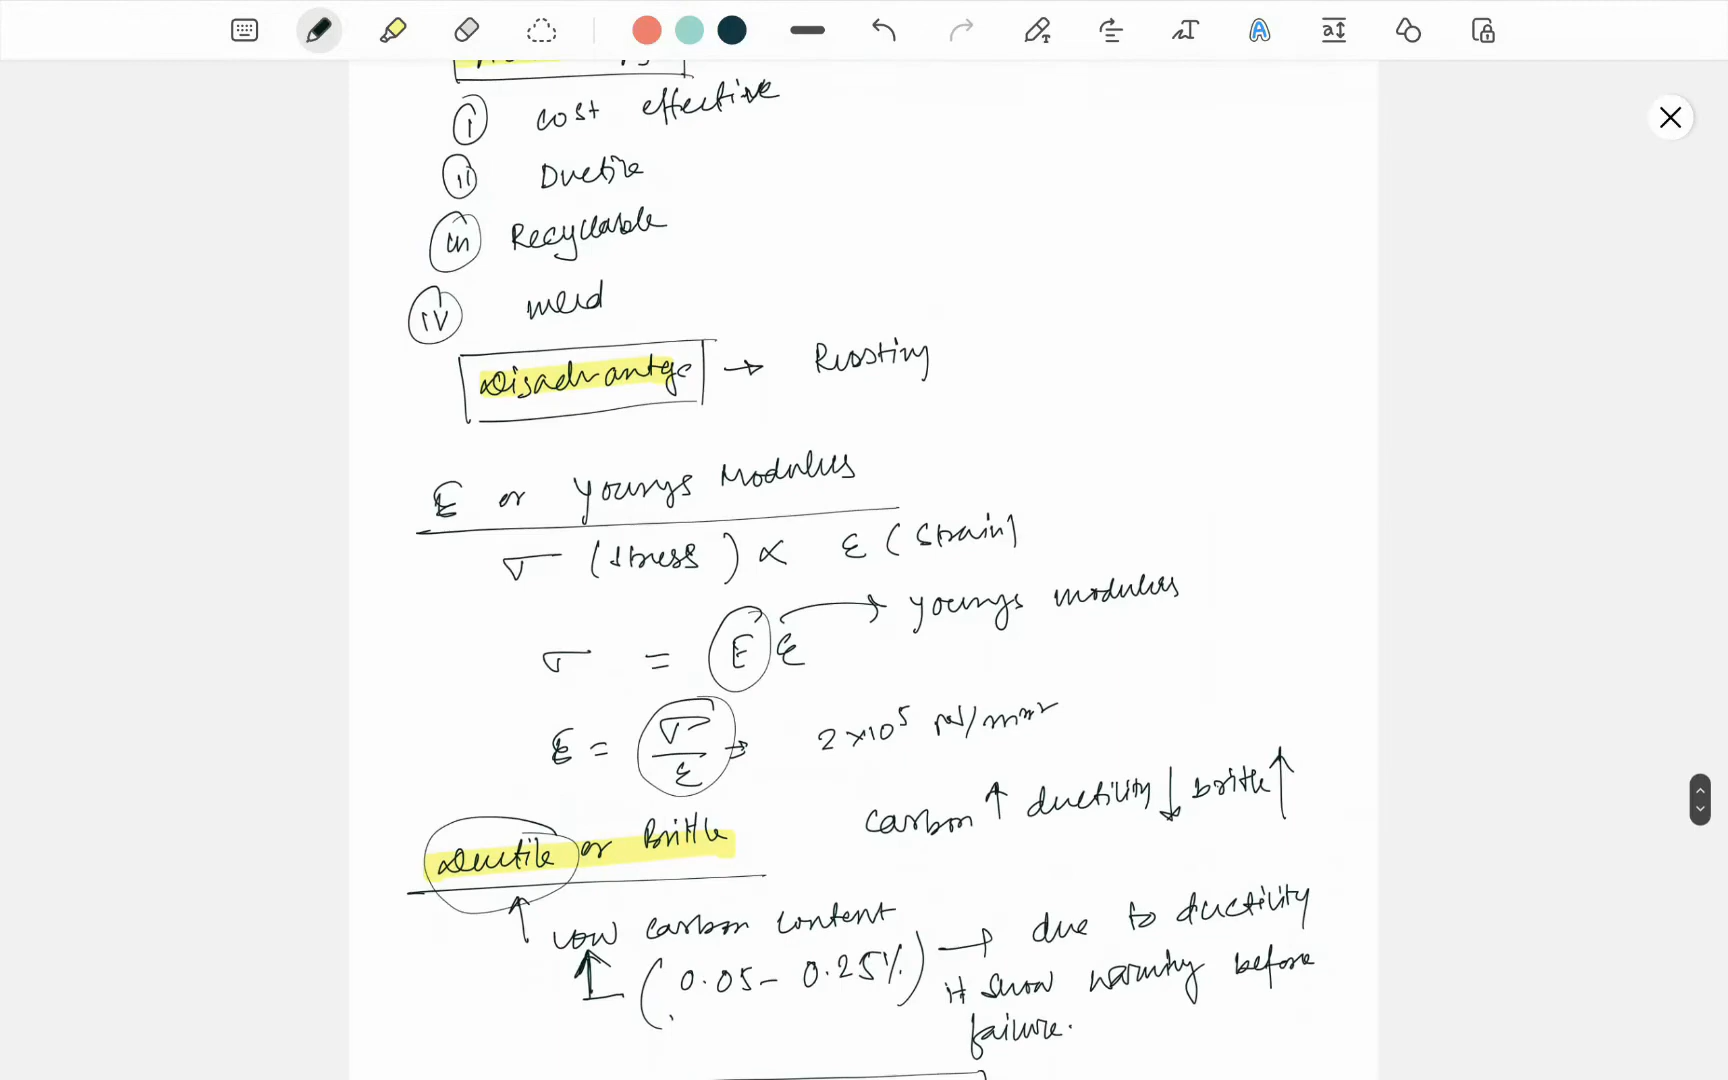 (i) cost effective
(ii) Ductile
(iii) Recyclable
(iv)
Disadvantage → Rusting
E or youngs Modulus
σ (stress) ∝ ε (strain)
σ = E ε → youngs modulus
E = σ/ε → 2×10⁵ N/mm²
carbon ↑ ductility ↓ brittle ↑
Ductile or Brittle
↑ low carbon content
(0.05 - 0.25%) → due to ductility
it show warning before
failure.